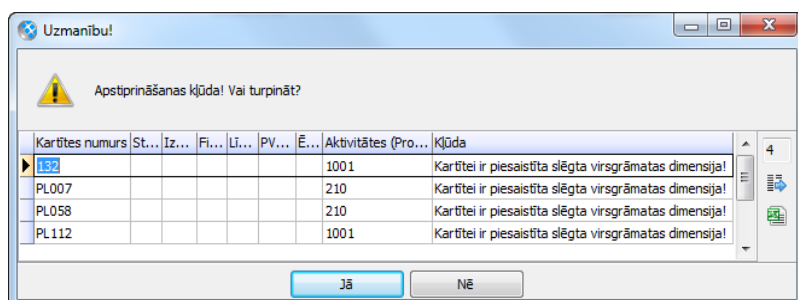 Uzmanību!
Apstiprināšanas kļūda! Vai turpināt?
Kartītes numurs St... Iz... Fi... Lī... PV... Ē... Aktivitātes (Pro... Kļūda
132 1001 Kartītei ir piesaistīta slēgta virsgrāmatas dimensija!
PL007 210 Kartītei ir piesaistīta slēgta virsgrāmatas dimensija!
PL058 210 Kartītei ir piesaistīta slēgta virsgrāmatas dimensija!
PL112 1001 Kartītei ir piesaistīta slēgta virsgrāmatas dimensija!
4
Jā Nē